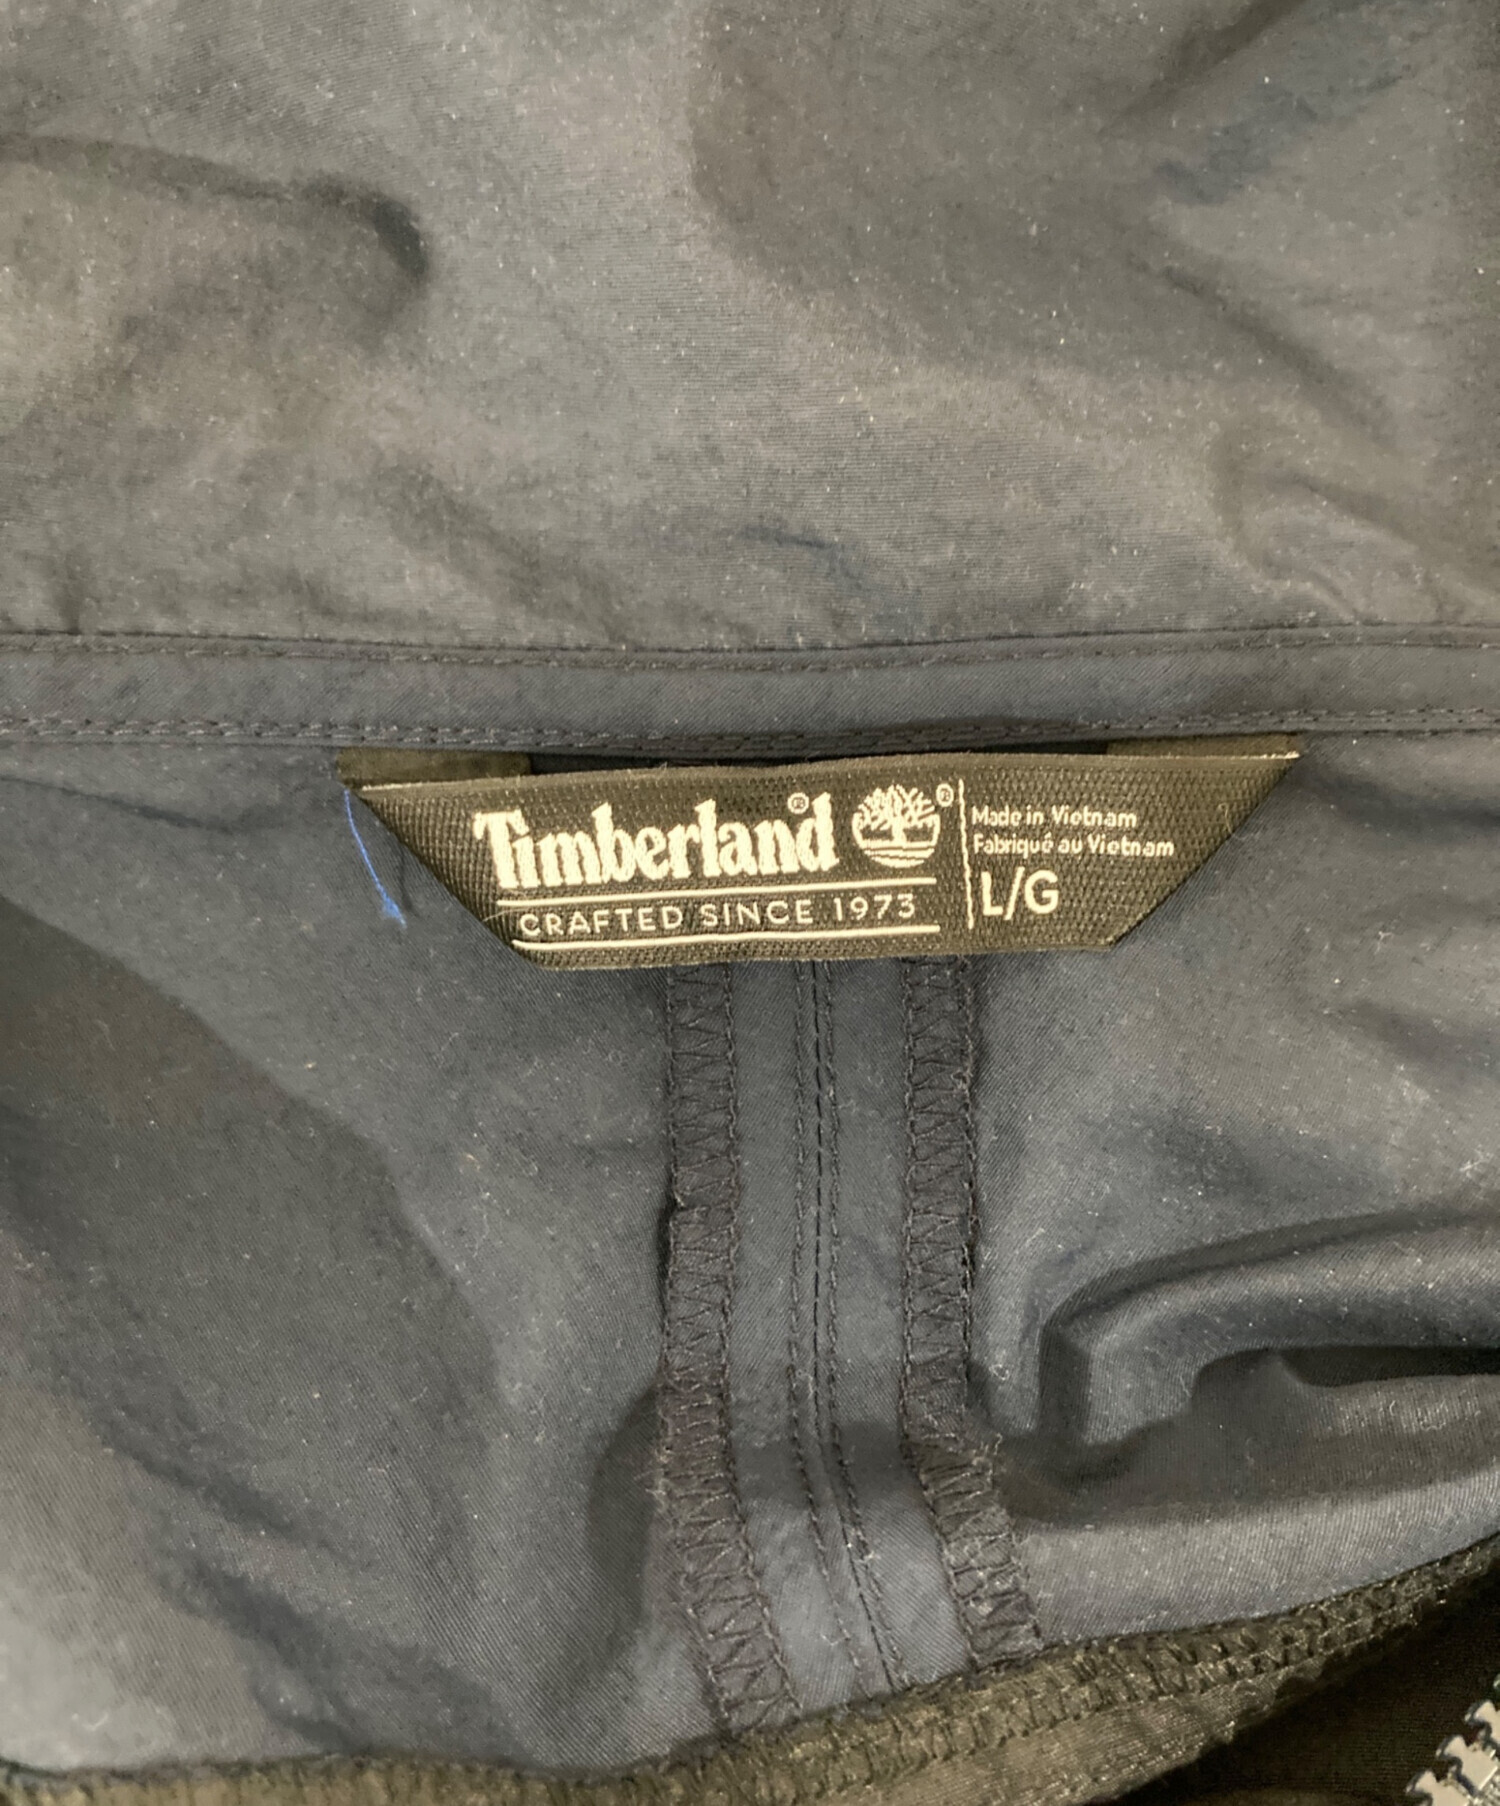 Timberland®
®
CRAFTED SINCE 1973
Made in Vietnam
Fabriqué au Vietnam
L/G